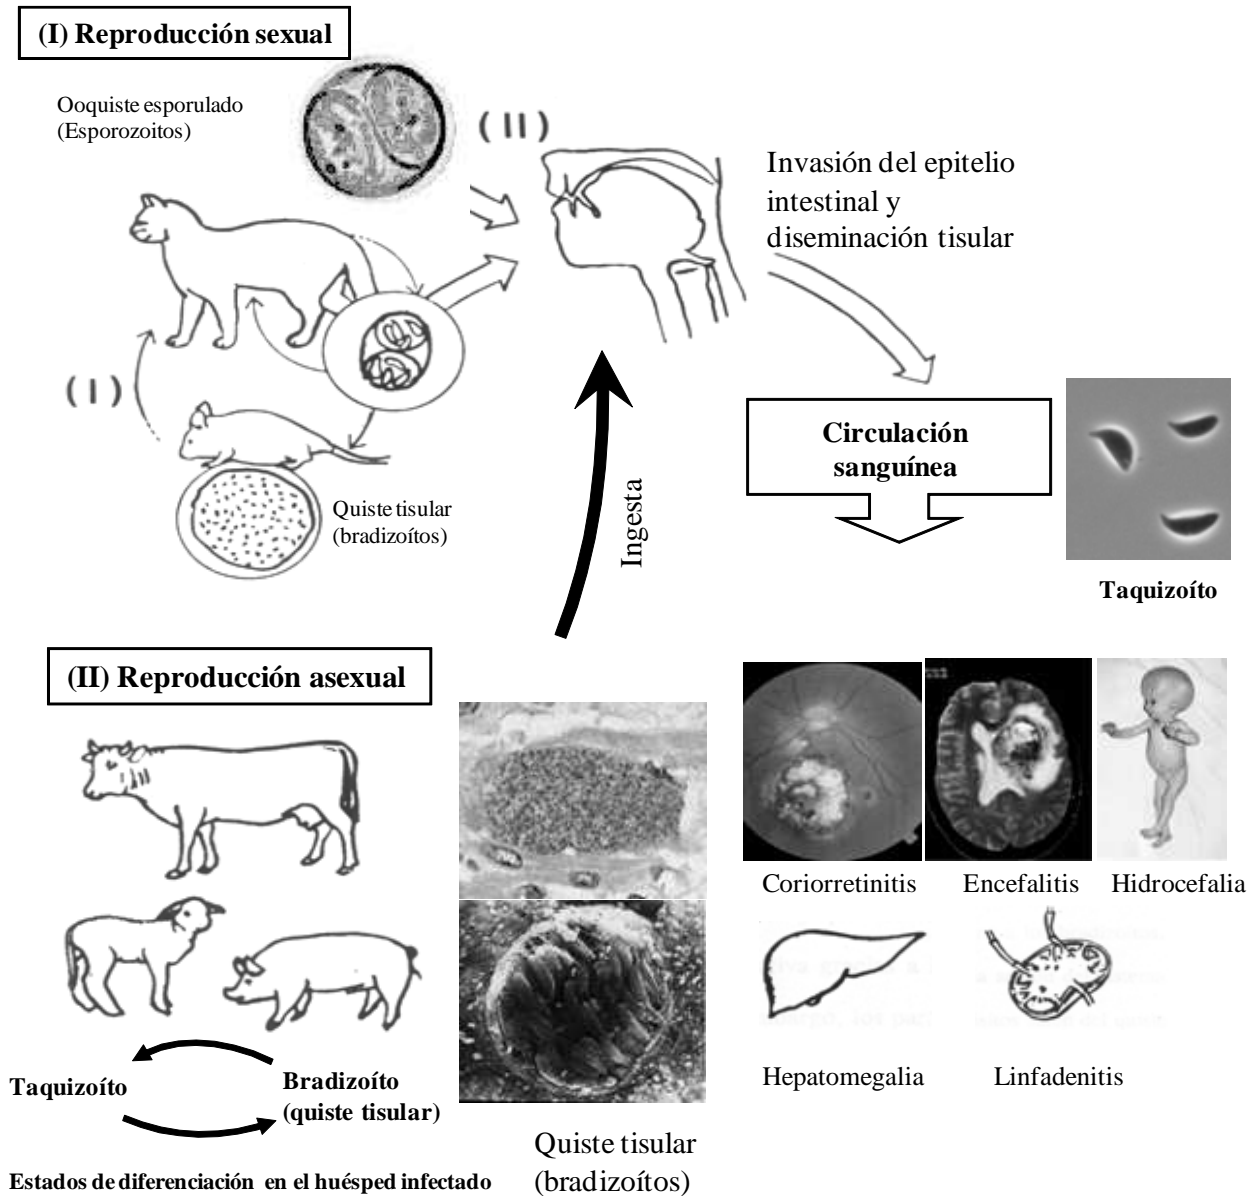 (I) Reproducción sexual
Ooquiste esporulado
(Esporozoitos)
( II )
Invasión del epitelio
intestinal y
diseminación tisular
( I )
Circulación
sanguínea
Quiste tisular
(bradizoítos)
Ingesta
Taquizoíto
(II) Reproducción asexual
Coriorretinitis
Encefalitis
Hidrocefalia
Hepatomegalia
Linfadenitis
Taquizoíto
Bradizoíto
(quiste tisular)
Quiste tisular
(bradizoítos)
Estados de diferenciación en el huésped infectado